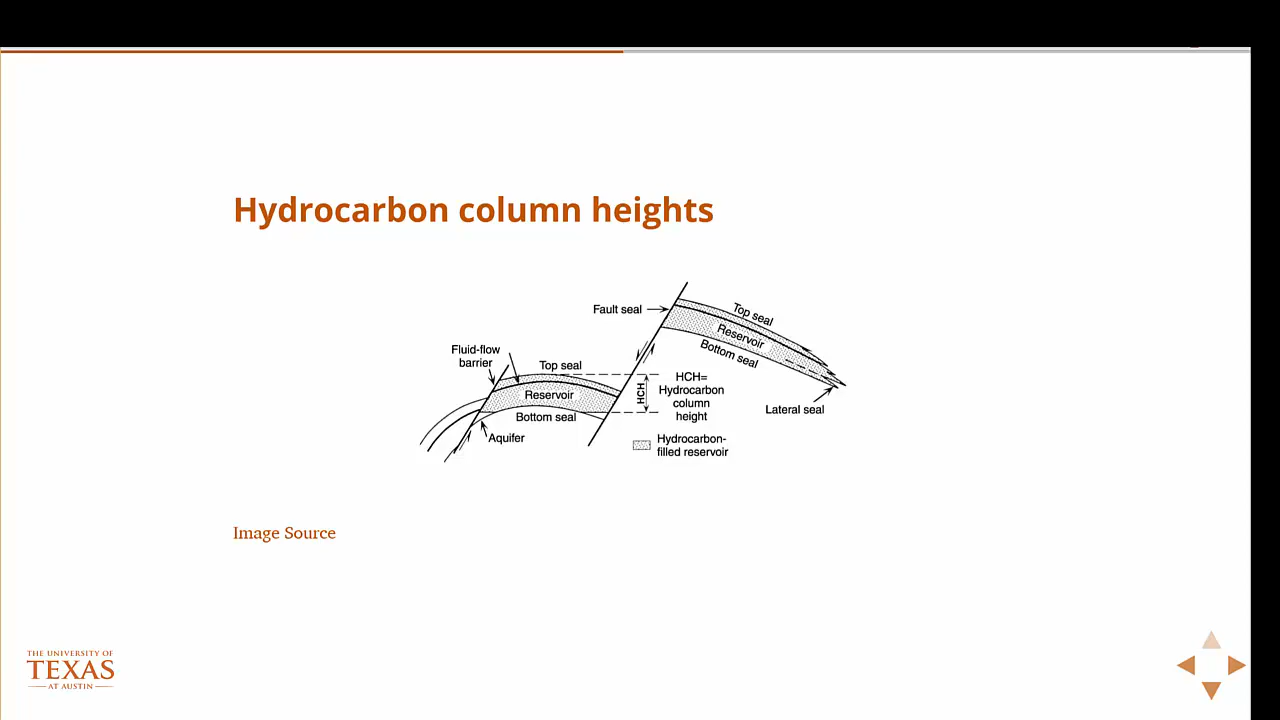 Hydrocarbon column heights
Fault seal
Top seal
Reservoir
Bottom seal
Fluid-flow
barrier
Top seal
Reservoir
Bottom seal
Aquifer
HCH
HCH=
Hydrocarbon
column
height
Lateral seal
Hydrocarbon-
filled reservoir
Image Source
THE UNIVERSITY OF
TEXAS
AT AUSTIN